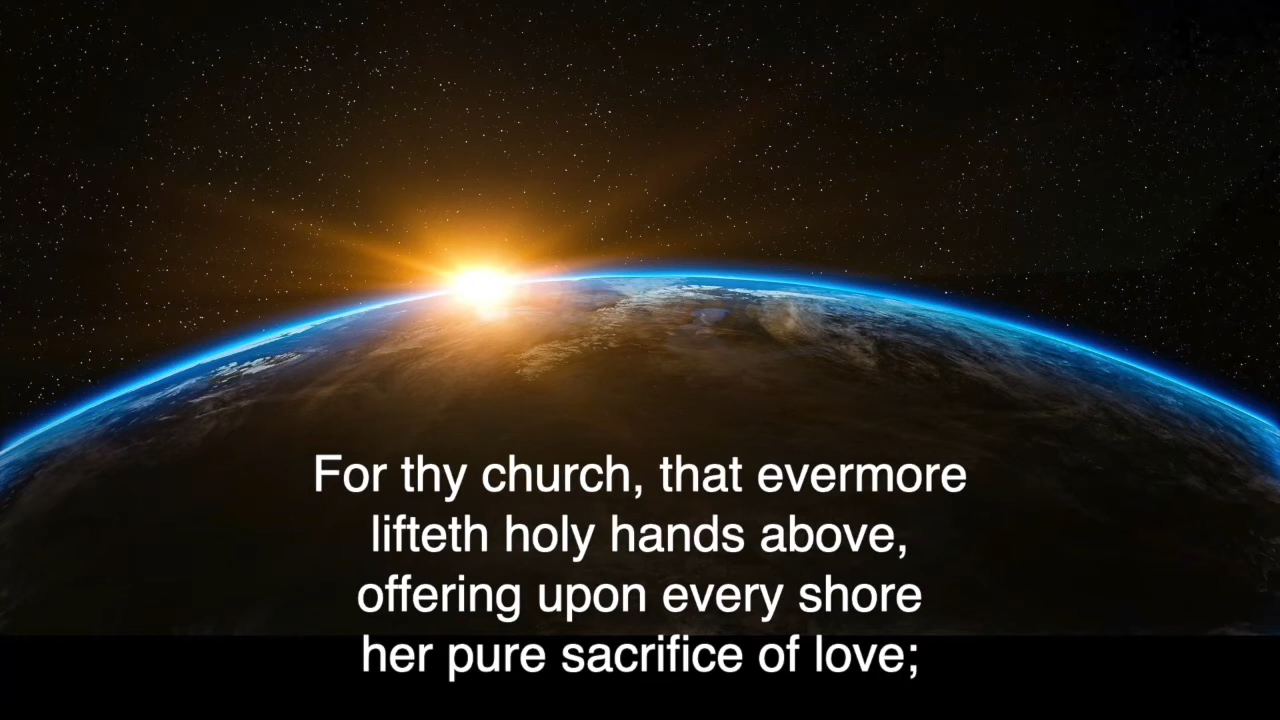 For thy church, that evermore
lifteth holy hands above,
offering upon every shore
her pure sacrifice of love;